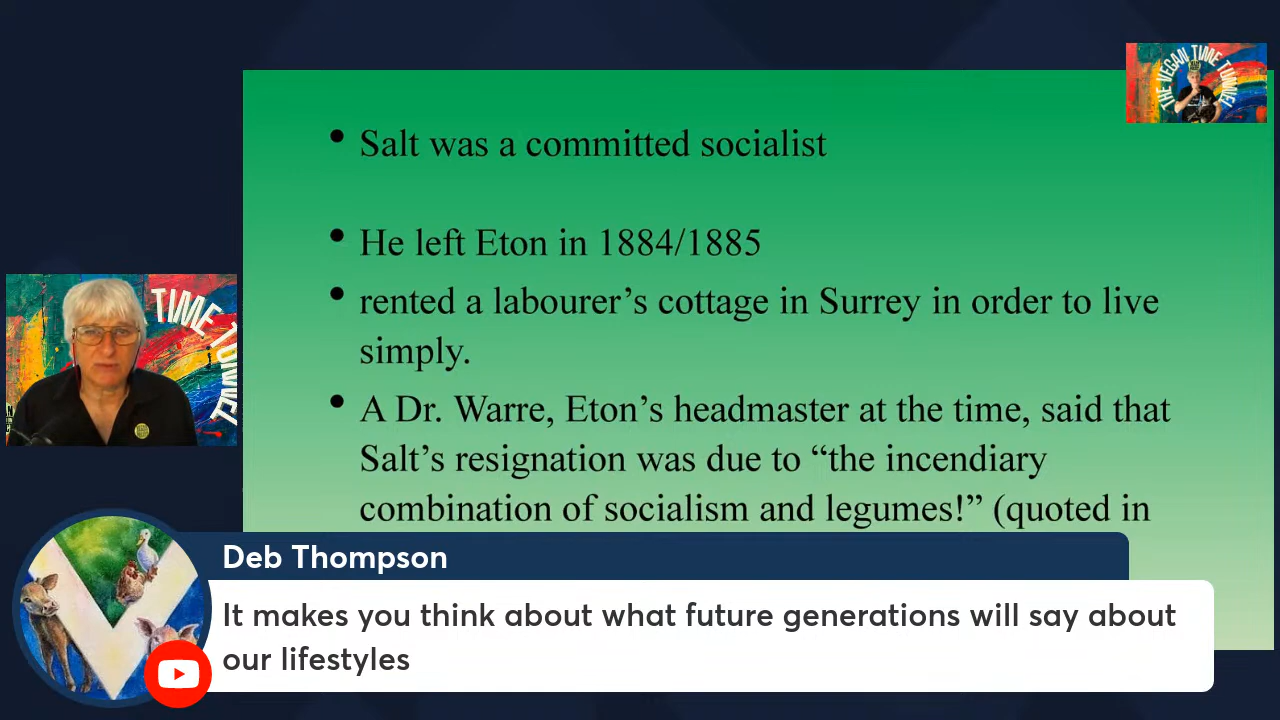 THE VEGAN TIME TUNNEL
• Salt was a committed socialist
• He left Eton in 1884/1885
• rented a labourer’s cottage in Surrey in order to live
simply.
• A Dr. Warre, Eton’s headmaster at the time, said that
Salt’s resignation was due to “the incendiary
combination of socialism and legumes!” (quoted in
TIME TUNNEL
Deb Thompson
It makes you think about what future generations will say about
our lifestyles